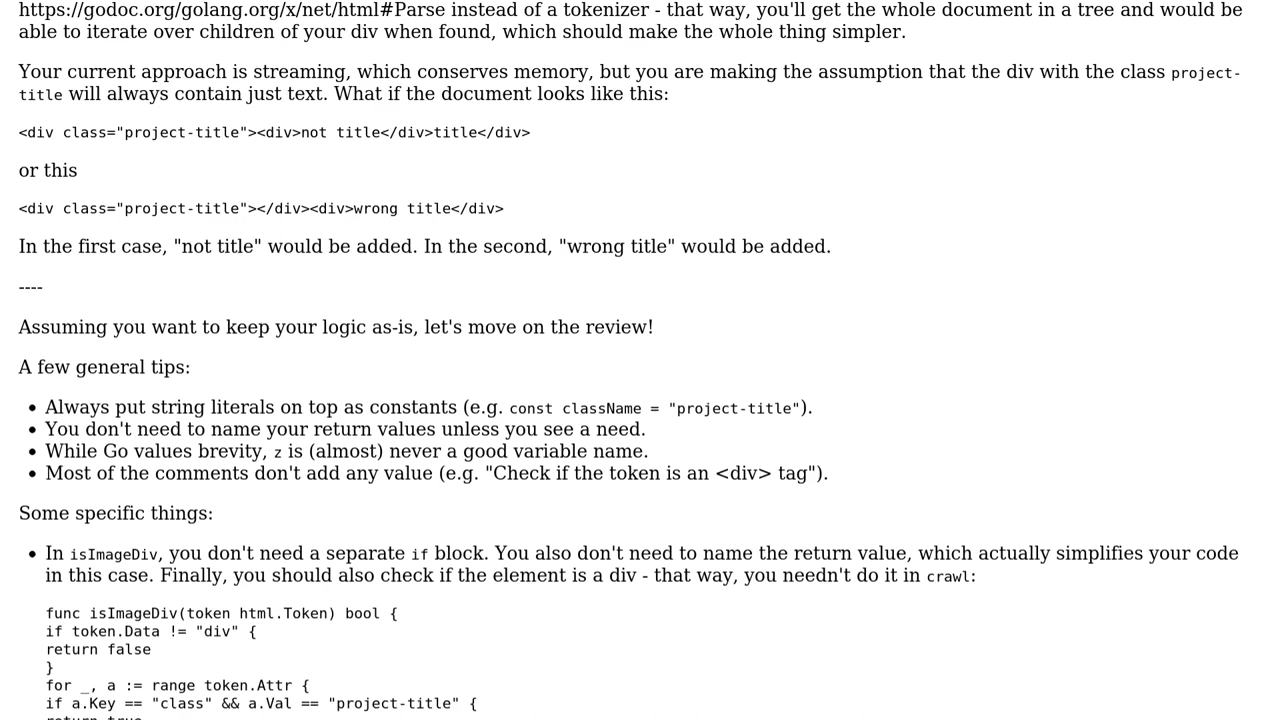 https://godoc.org/golang.org/x/net/html#Parse instead of a tokenizer - that way, you'll get the whole document in a tree and would be
able to iterate over children of your div when found, which should make the whole thing simpler.
Your current approach is streaming, which conserves memory, but you are making the assumption that the div with the class project-
title will always contain just text. What if the document looks like this:
<div class="project-title"><div>not title</div>title</div>
or this
<div class="project-title"></div><div>wrong title</div>
In the first case, "not title" would be added. In the second, "wrong title" would be added.
----
Assuming you want to keep your logic as-is, let's move on the review!
A few general tips:
• Always put string literals on top as constants (e.g. const className = "project-title").
• You don't need to name your return values unless you see a need.
• While Go values brevity, z is (almost) never a good variable name.
• Most of the comments don't add any value (e.g. "Check if the token is an <div> tag").
Some specific things:
• In isImageDiv, you don't need a separate if block. You also don't need to name the return value, which actually simplifies your code
in this case. Finally, you should also check if the element is a div - that way, you needn't do it in crawl:
func isImageDiv(token html.Token) bool {
if token.Data != "div" {
return false
}
for _, a := range token.Attr {
if a.Key == "class" && a.Val == "project-title" {
return true